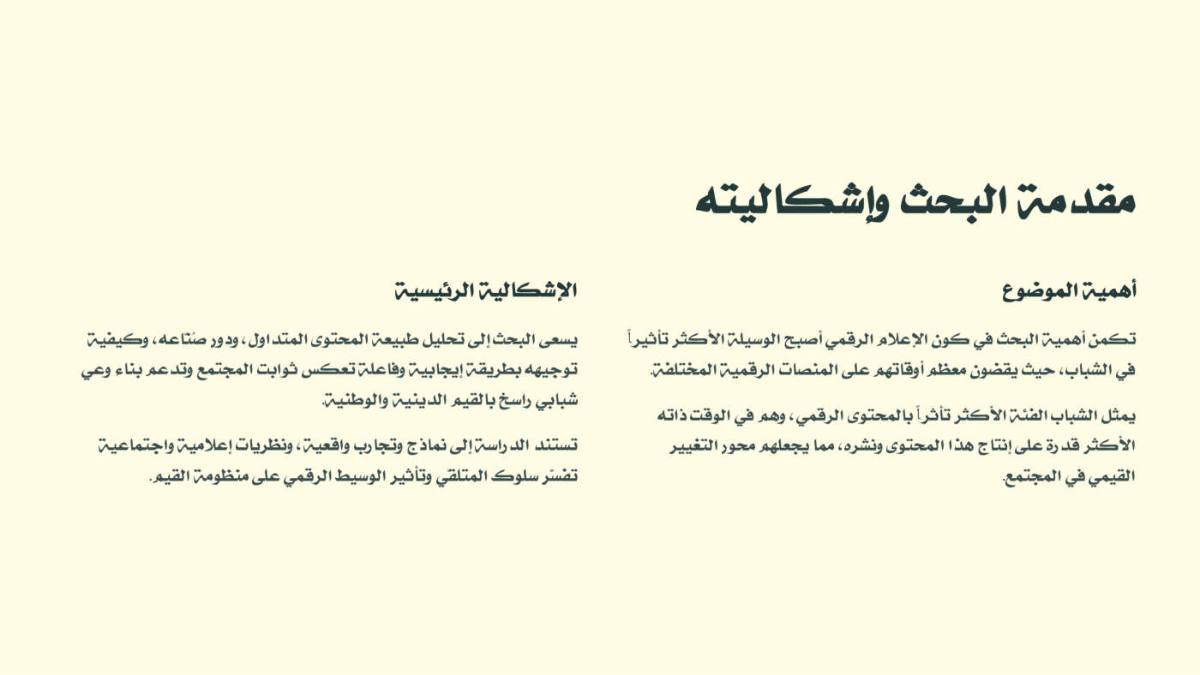 مقدمة البحث وإشكاليته
أهمية الموضوع
تكمن أهمية البحث في كون الإعلام الرقمي أصبح الوسيلة الأكثر تأثيراً
في الشباب، حيث يقضون معظم أوقاتهم على المنصات الرقمية المختلفة.
يمثل الشباب الفئة الأكثر تأثراً بالمحتوى الرقمي، وهم في الوقت ذاته
الأكثر قدرة على إنتاج هذا المحتوى ونشره، مما يجعلهم محور التغيير
القيمي في المجتمع.
الإشكالية الرئيسية
يسعى البحث إلى تحليل طبيعة المحتوى المتداول، ودور صنّاعه، وكيفية
توجيهه بطريقة إيجابية وفاعلة تعكس ثوابت المجتمع وتدعم بناء وعي
شبابي راسخ بالقيم الدينية والوطنية.
تستند الدراسة إلى نماذج وتجارب واقعية، ونظريات إعلامية واجتماعية
تفسّر سلوك المتلقي وتأثير الوسيط الرقمي على منظومة القيم.